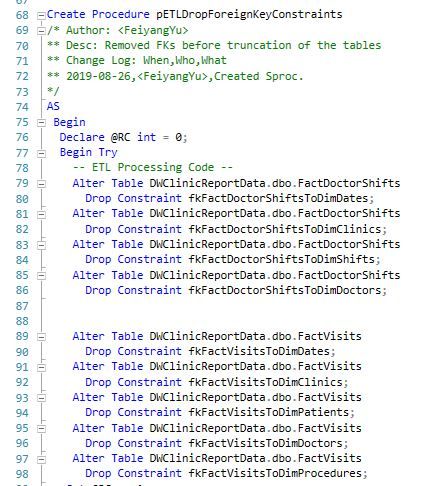 68 Create Procedure pETLDropForeignKeyConstraints
69 /* Author: <FeiyangYu>
70 ** Desc: Removed FKs before truncation of the tables
71 ** Change Log: When,Who,What
72 ** 2019-08-26,<FeiyangYu>,Created Sproc.
73 */
74 AS
75 Begin
76 Declare @RC int = 0;
77 Begin Try
78 -- ETL Processing Code --
79 Alter Table DWClinicReportData.dbo.FactDoctorShifts
80 Drop Constraint fkFactDoctorShiftsToDimDates;
81 Alter Table DWClinicReportData.dbo.FactDoctorShifts
82 Drop Constraint fkFactDoctorShiftsToDimClinics;
83 Alter Table DWClinicReportData.dbo.FactDoctorShifts
84 Drop Constraint fkFactDoctorShiftsToDimShifts;
85 Alter Table DWClinicReportData.dbo.FactDoctorShifts
86 Drop Constraint fkFactDoctorShiftsToDimDoctors;
87
88
89 Alter Table DWClinicReportData.dbo.FactVisits
90 Drop Constraint fkFactVisitsToDimDates;
91 Alter Table DWClinicReportData.dbo.FactVisits
92 Drop Constraint fkFactVisitsToDimClinics;
93 Alter Table DWClinicReportData.dbo.FactVisits
94 Drop Constraint fkFactVisitsToDimPatients;
95 Alter Table DWClinicReportData.dbo.FactVisits
96 Drop Constraint fkFactVisitsToDimDoctors;
97 Alter Table DWClinicReportData.dbo.FactVisits
98 Drop Constraint fkFactVisitsToDimProcedures;